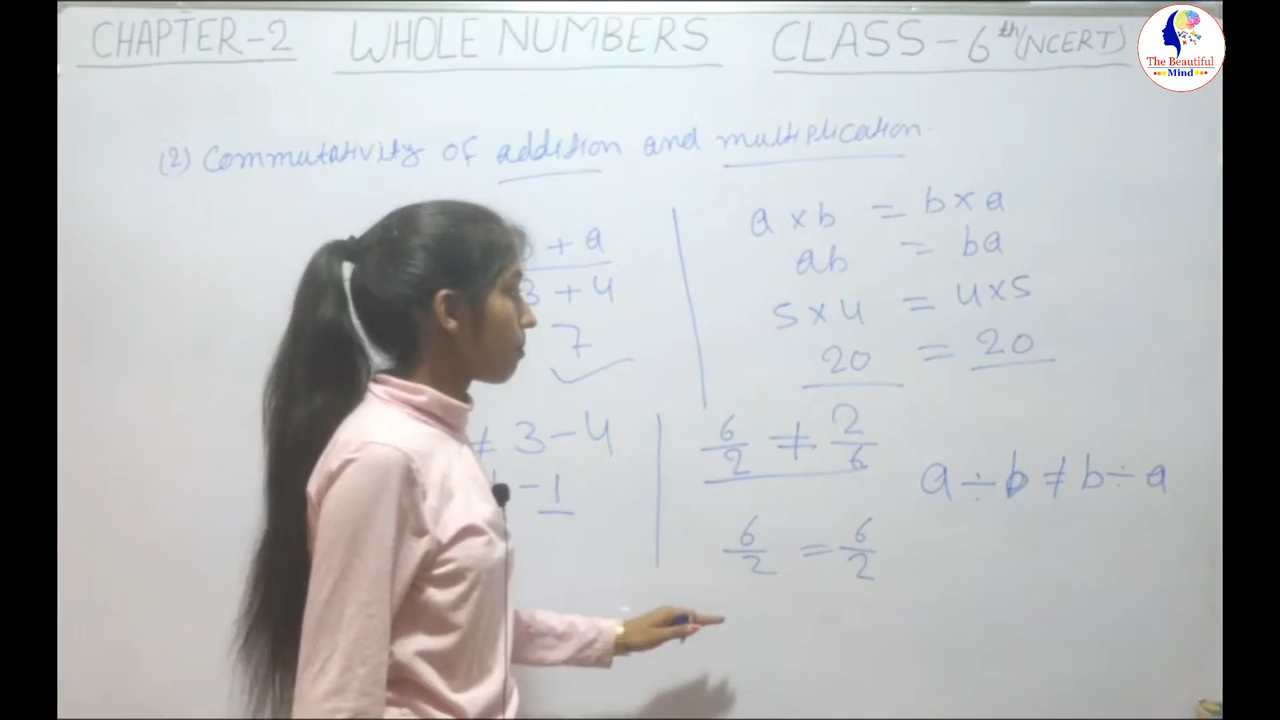 CHAPTER-2 WHOLE NUMBERS CLASS-6th (NCERT)
The Beautiful
Mind
(2) Commutativity of addition and multiplication.
+ a
3 + 4
7
≠ 3-4
-1
a × b = b × a
ab = ba
5 × 4 = 4 × 5
20 = 20
6/2 ≠ 2/6
a ÷ b ≠ b ÷ a
6/2 = 6/2